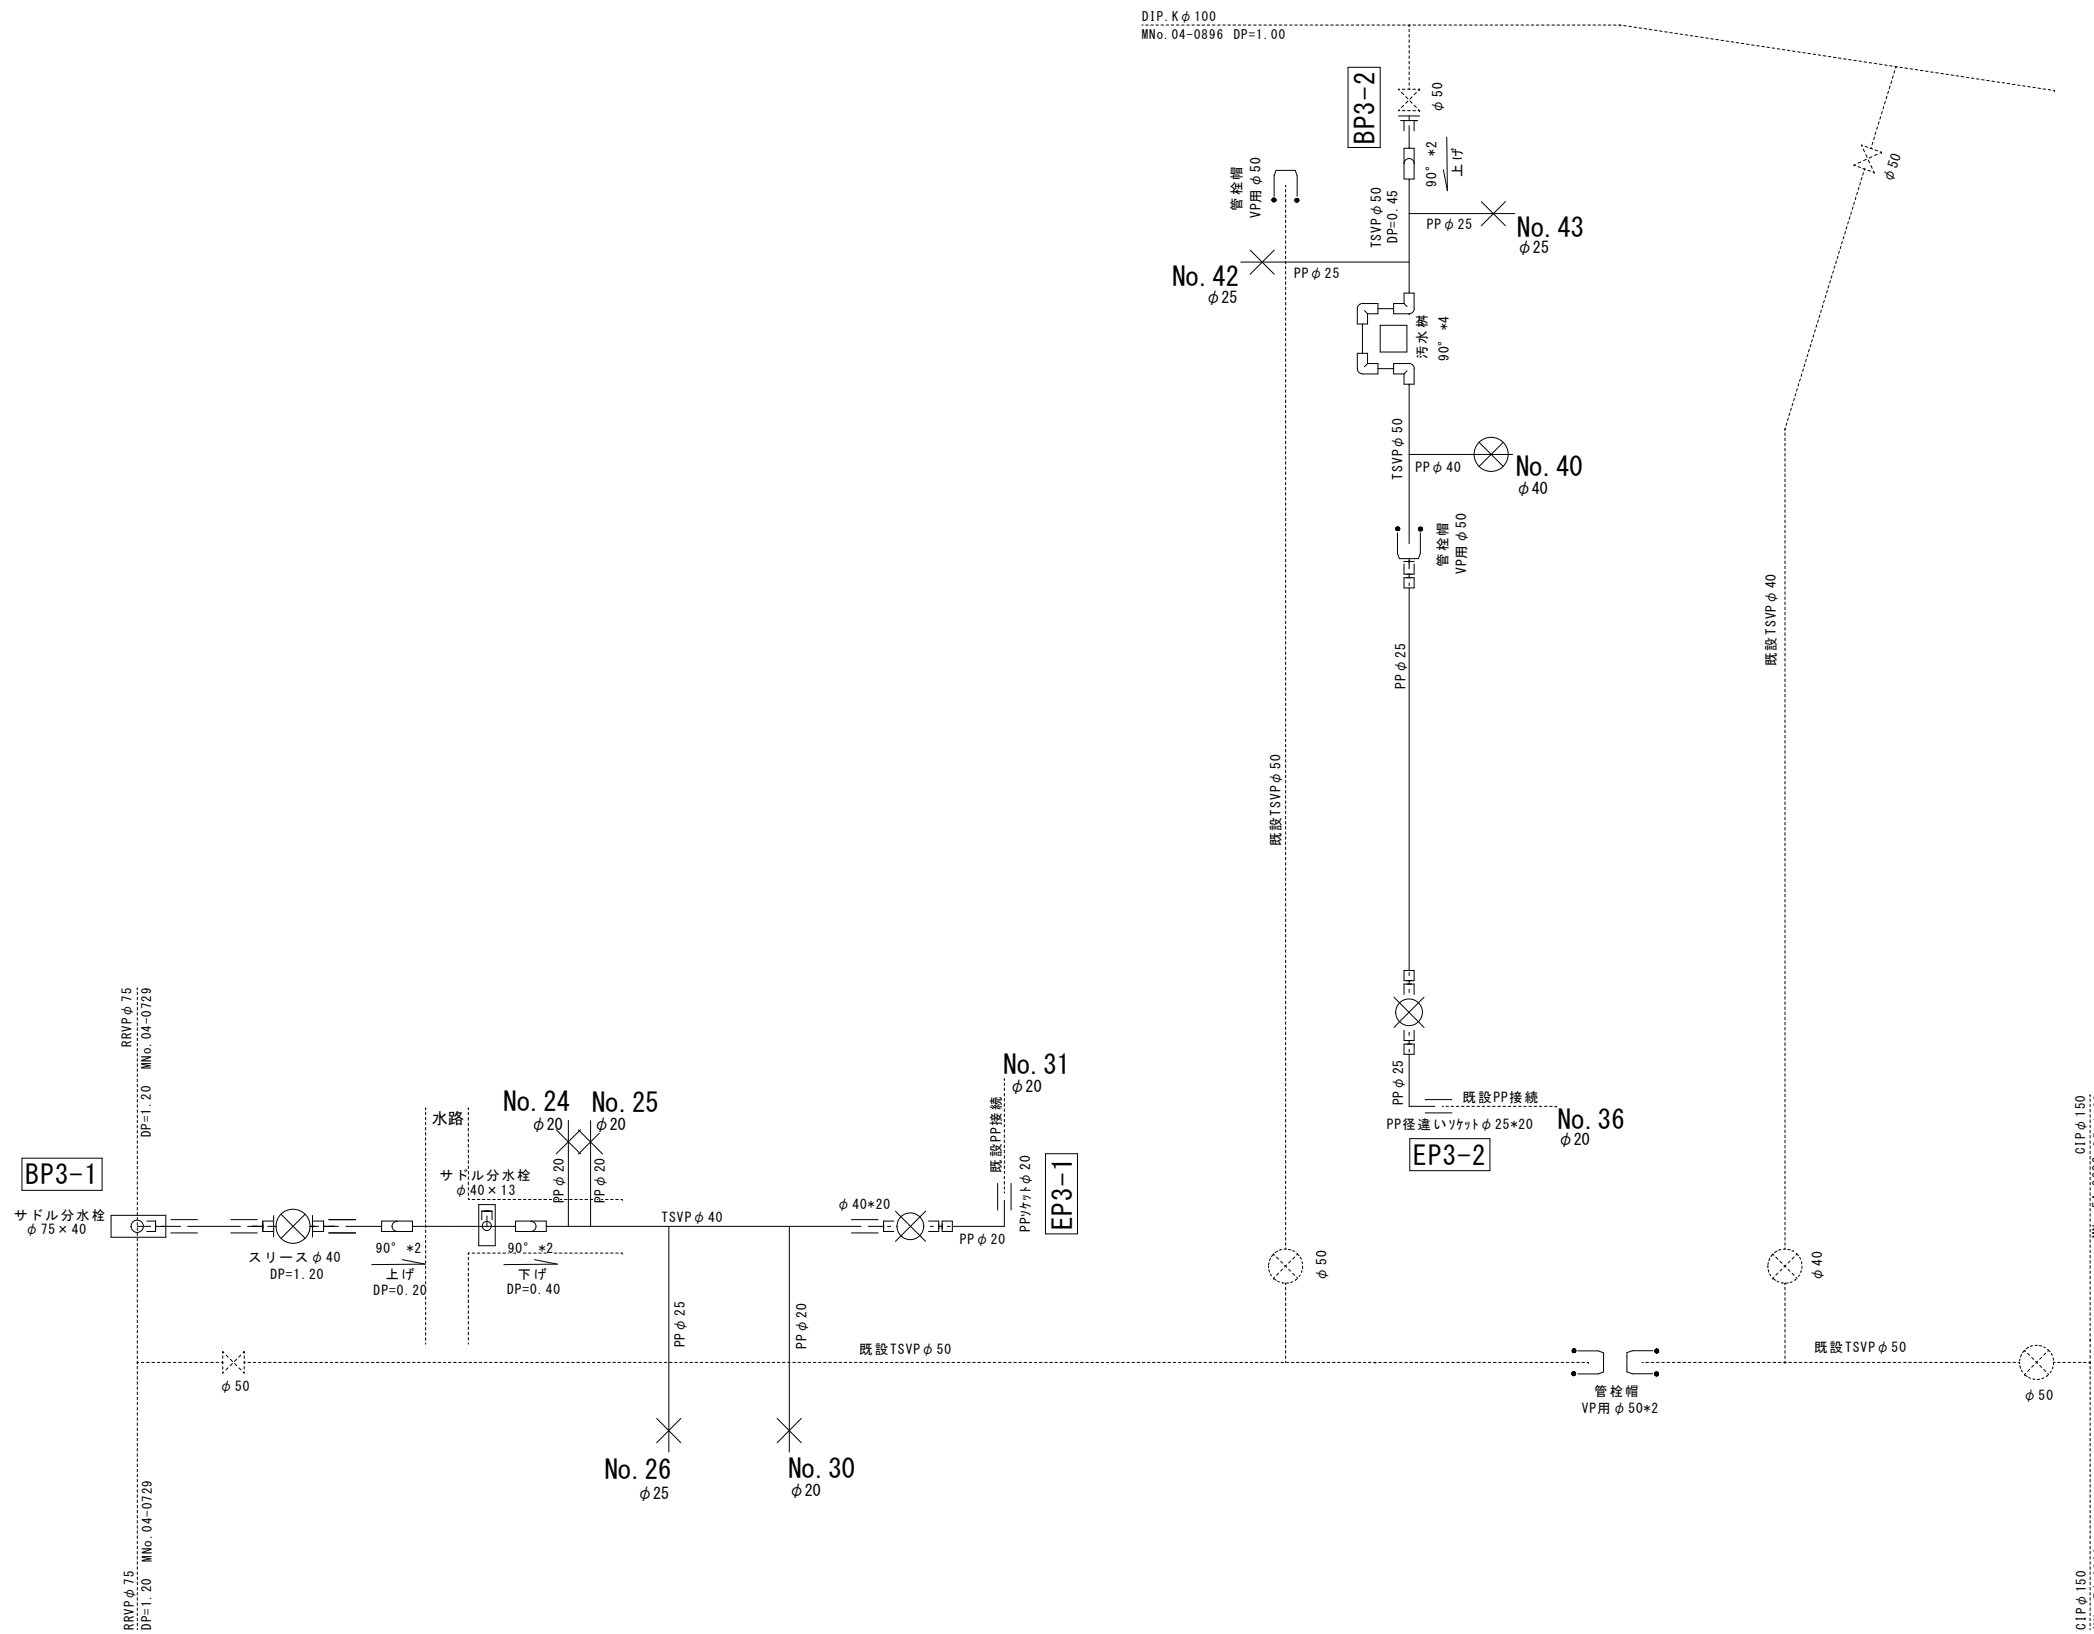 DIP.Kφ100
MNo.04-0896 DP=1.00
BP3-2
φ50
90° *2
上げ
管栓帽
VP用φ50
TSVPφ50
DP=0.45
PPφ25
No.43
φ25
No.42
φ25
PPφ25
汚水桝
90° *4
φ50
TSVPφ50
PPφ40
No.40
φ40
管栓帽
VP用φ50
PPφ25
既設TSVPφ40
既設TSVPφ50
PPφ25
既設PP接続
PP径違いソケットφ25*20
No.36
φ20
EP3-2
RRVPφ75
DP=1.20 MNo.04-0729
BP3-1
サドル分水栓
φ75×40
スリースφ40
DP=1.20
90° *2
上げ
DP=0.20
水路
サドル分水栓
φ40×13
90° *2
下げ
DP=0.40
No.24
φ20
No.25
φ20
PPφ20
PPφ20
TSVPφ40
φ40*20
PPφ20
No.31
φ20
既設PP接続
PPソケットφ20
EP3-1
PPφ25
PPφ20
No.26
φ25
No.30
φ20
既設TSVPφ50
φ50
φ50
φ40
管栓帽
VP用φ50*2
既設TSVPφ50
φ50
CIPφ150
CIPφ150
RRVPφ75
DP=1.20 MNo.04-0729